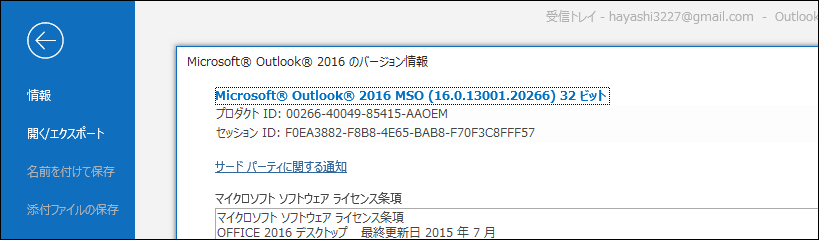 受信トレイ - hayashi3227@gmail.com - Outlook
Microsoft® Outlook® 2016 のバージョン情報
Microsoft® Outlook® 2016 MSO (16.0.13001.20266) 32 ビット
情報
プロダクト ID: 00266-40049-85415-AAOEM
開く/エクスポート
セッション ID: F0EA3882-F8B8-4E65-BAB8-F70F3C8FFF57
名前を付けて保存
サード パーティに関する通知
添付ファイルの保存
マイクロソフト ソフトウェア ライセンス条項
マイクロソフト ソフトウェア ライセンス条項
OFFICE 2016 デスクトップ 最終更新日 2015 年 7 月